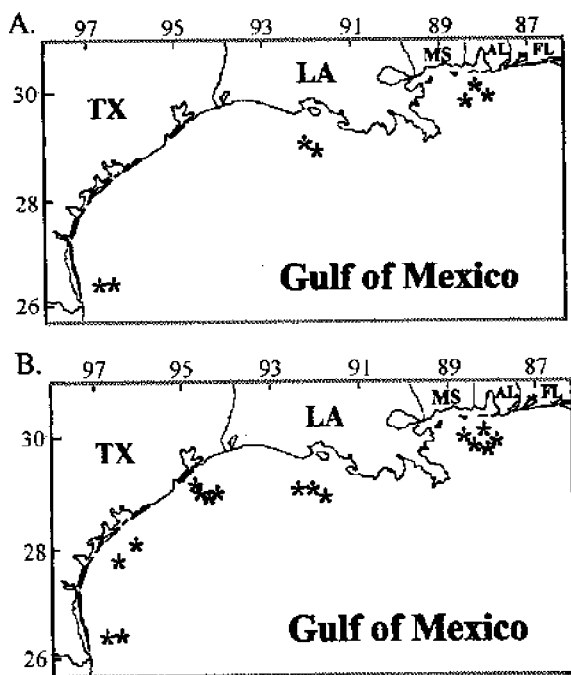 A.
97 95 93 91 89 87
MS AL FL
LA
30
TX
28
Gulf of Mexico
26
B.
97 95 93 91 89 87
MS AL FL
LA
30
TX
28
Gulf of Mexico
26